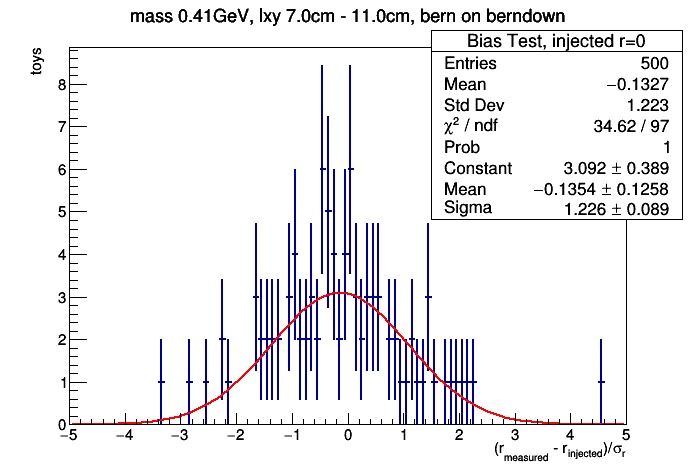 mass 0.41GeV, lxy 7.0cm - 11.0cm, bern on berndown
Bias Test, injected r=0
Entries 500
Mean −0.1327
Std Dev 1.223
χ² / ndf 34.62 / 97
Prob 1
Constant 3.092 ± 0.389
Mean −0.1354 ± 0.1258
Sigma 1.226 ± 0.089
toys
8
7
6
5
4
3
2
1
0
−5 −4 −3 −2 −1 0 1 2 3 4 5
(r_measured - r_injected)/σ_r